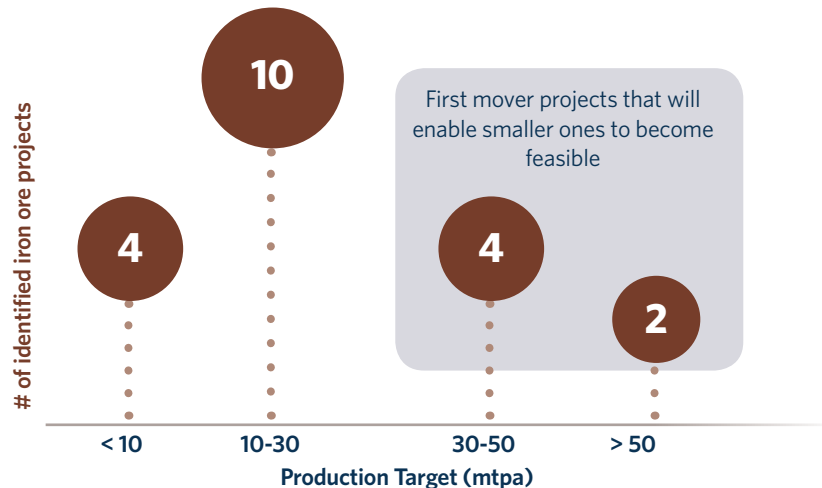 # of identified iron ore projects
10
First mover projects that will
enable smaller ones to become
feasible
4
4
2
< 10
10-30
30-50
> 50
Production Target (mtpa)